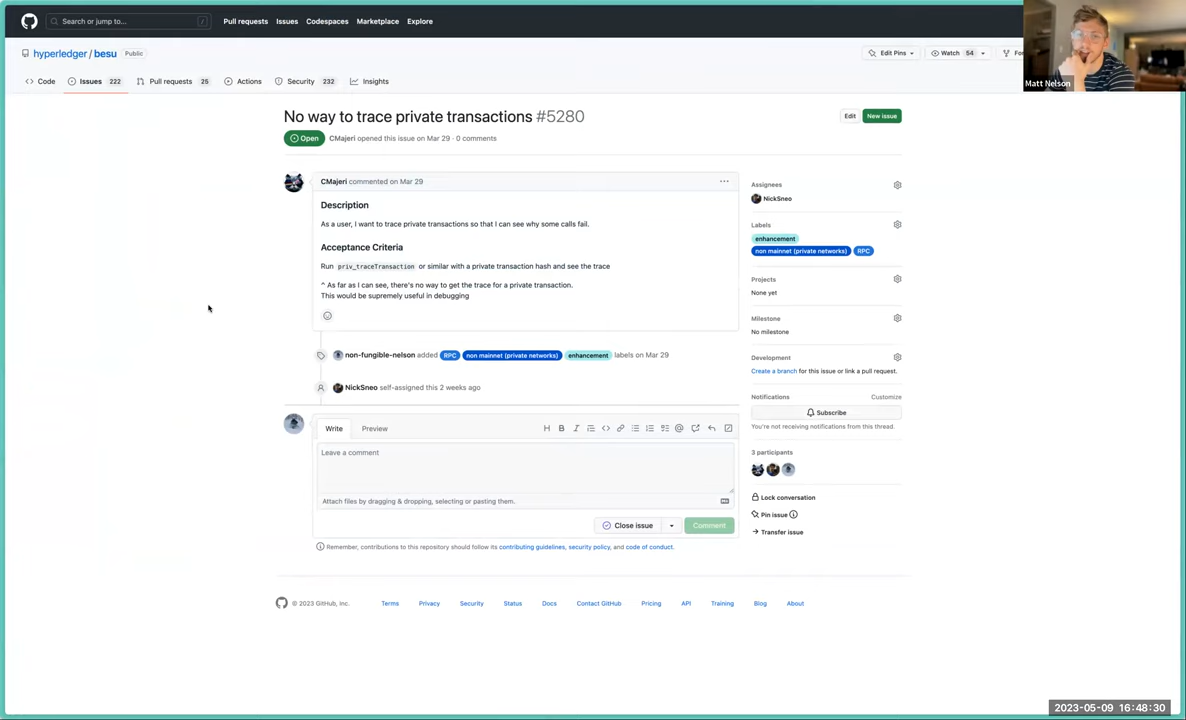 Search or jump to...
/
Pull requests
Issues
Codespaces
Marketplace
Explore
hyperledger / besu
Public
Edit Pins
Watch
54
Code
Issues
222
Pull requests
25
Actions
Security
232
Insights
Matt Nelson
No way to trace private transactions #5280
Edit
New issue
Open
CMajeri opened this issue on Mar 29 · 0 comments
CMajeri commented on Mar 29
Description
As a user, I want to trace private transactions so that I can see why some calls fail.
Acceptance Criteria
Run priv_traceTransaction or similar with a private transaction hash and see the trace
^ As far as I can see, there's no way to get the trace for a private transaction.
This would be supremely useful in debugging
non-fungible-nelson added RPC non mainnet (private networks) enhancement labels on Mar 29
NickSneo self-assigned this 2 weeks ago
Write
Preview
Leave a comment
Attach files by dragging & dropping, selecting or pasting them.
Close issue
Comment
Remember, contributions to this repository should follow its contributing guidelines, security policy, and code of conduct.
Assignees
NickSneo
Labels
enhancement
non mainnet (private networks)
RPC
Projects
None yet
Milestone
No milestone
Development
Create a branch for this issue or link a pull request.
Notifications
Customize
Subscribe
You're not receiving notifications from this thread.
3 participants
Lock conversation
Pin issue
Transfer issue
© 2023 GitHub, Inc.
Terms
Privacy
Security
Status
Docs
Contact GitHub
Pricing
API
Training
Blog
About
2023-05-09 16:48:30